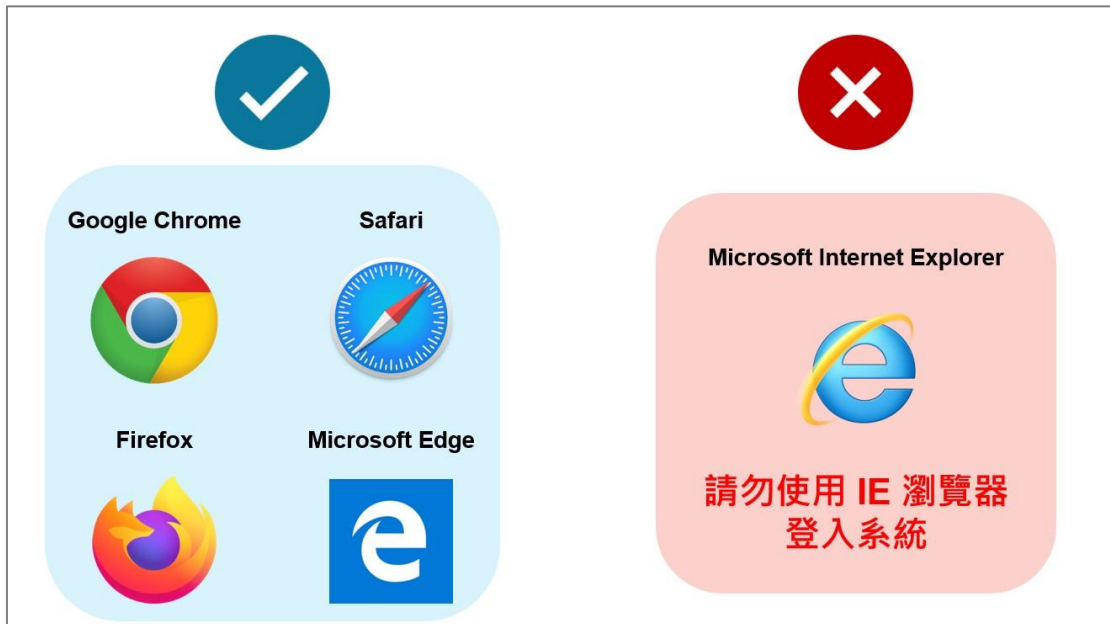 Google Chrome
Safari
Firefox
Microsoft Edge
Microsoft Internet Explorer
請勿使用 IE 瀏覽器
登入系統